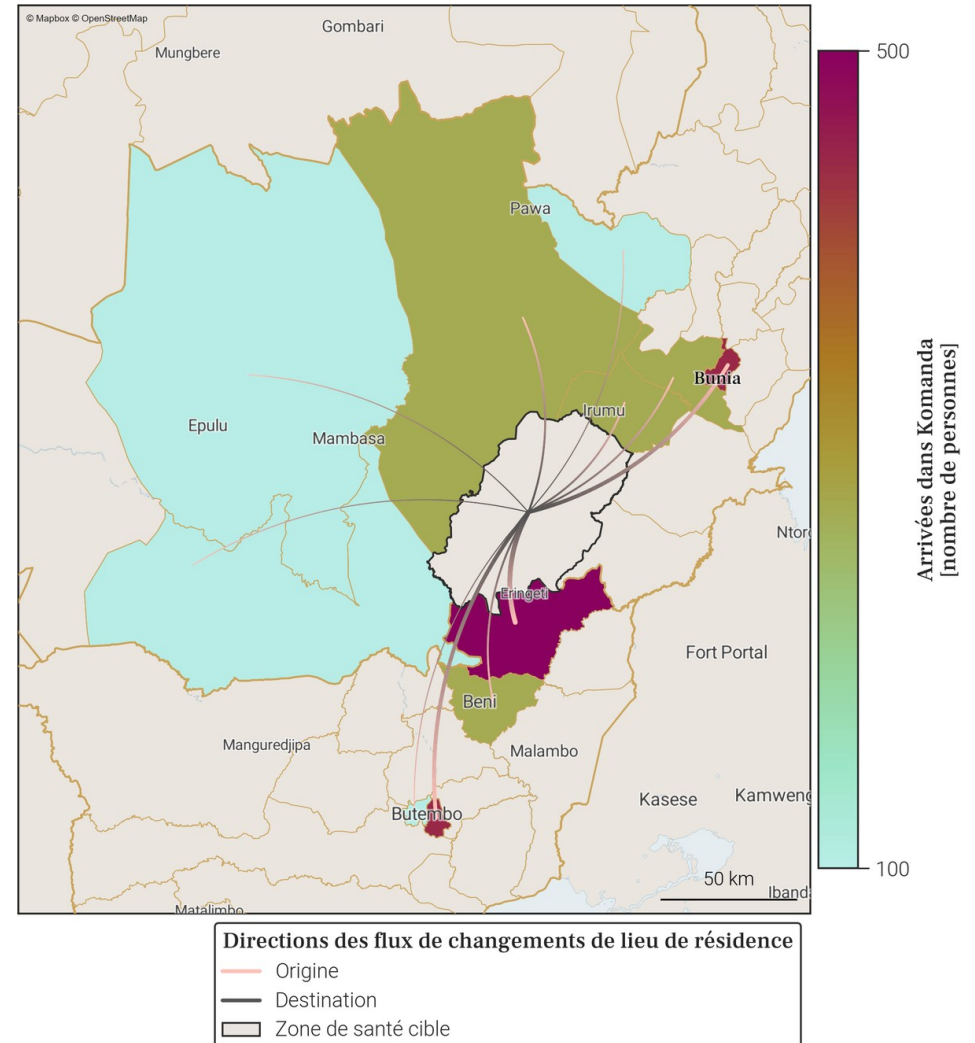 © Mapbox © OpenStreetMap
Gombari
Mungbere
500
Pawa
Bunia
Irumu
Epulu
Mambasa
Arrivées dans Komanda
[nombre de personnes]
Ntoro
Eringeti
Fort Portal
Beni
Manguredjipa
Malambo
Kasese
Kamweng
Butembo
100
50 km
Ibanda
Matalimbo
Directions des flux de changements de lieu de résidence
Origine
Destination
Zone de santé cible